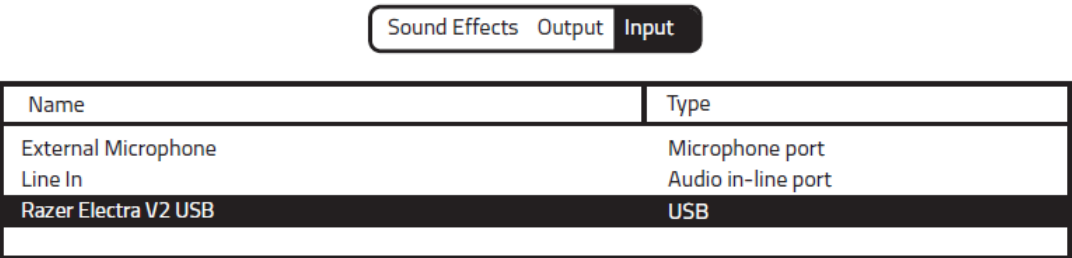 Sound Effects Output Input
Name Type
External Microphone Microphone port
Line In Audio in-line port
Razer Electra V2 USB USB